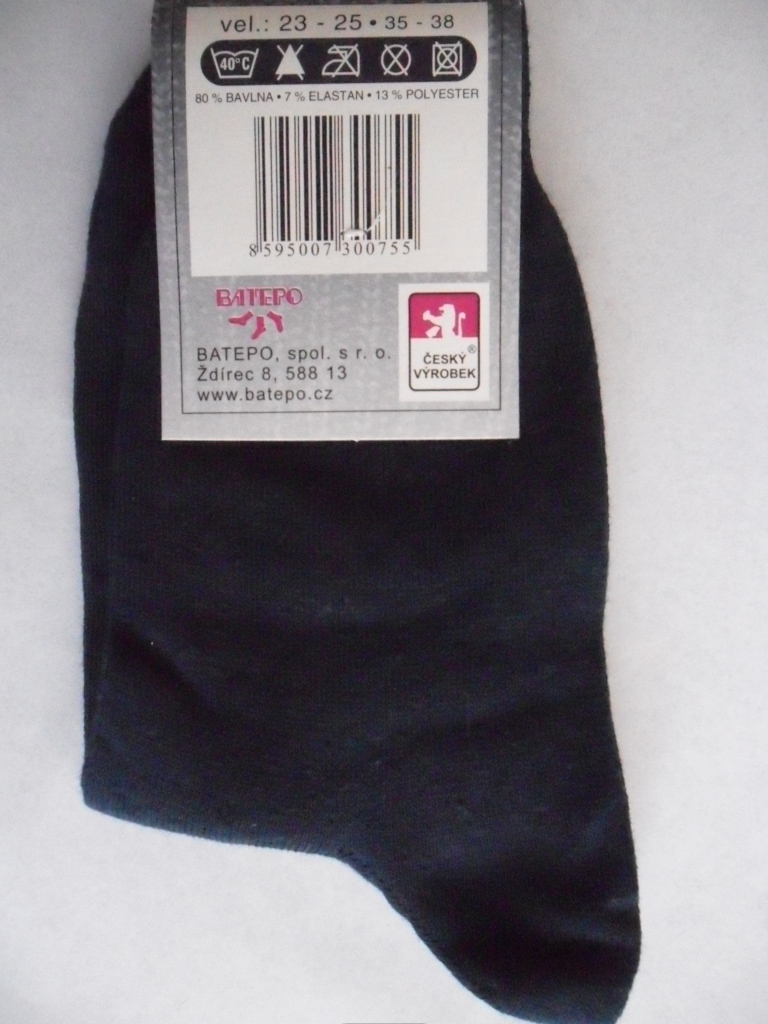 vel.: 23 - 25 • 35 - 38
40°C
80 % BAVLNA • 7 % ELASTAN • 13 % POLYESTER
8 595007 300755
BATEPO
BATEPO, spol. s r. o.
Ždírec 8, 588 13
www.batepo.cz
ČESKÝ®
VÝROBEK